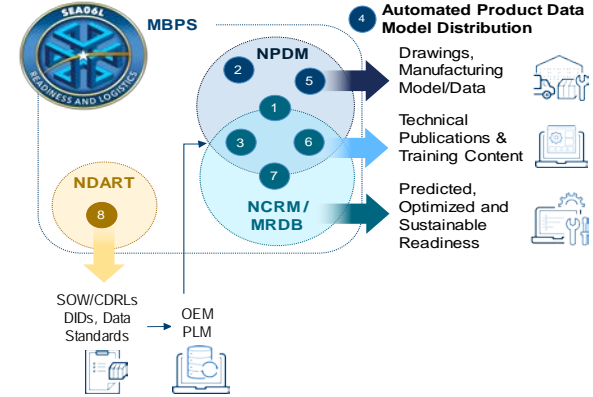 SEA06L
READINESS AND LOGISTICS
MBPS
4
Automated Product Data
Model Distribution
NPDM
2
5
1
3
6
7
NCRM/
MRDB
Drawings,
Manufacturing
Model/Data
Technical
Publications &
Training Content
Predicted,
Optimized and
Sustainable
Readiness
NDART
8
SOW/CDRLs
DIDs, Data
Standards
OEM
PLM